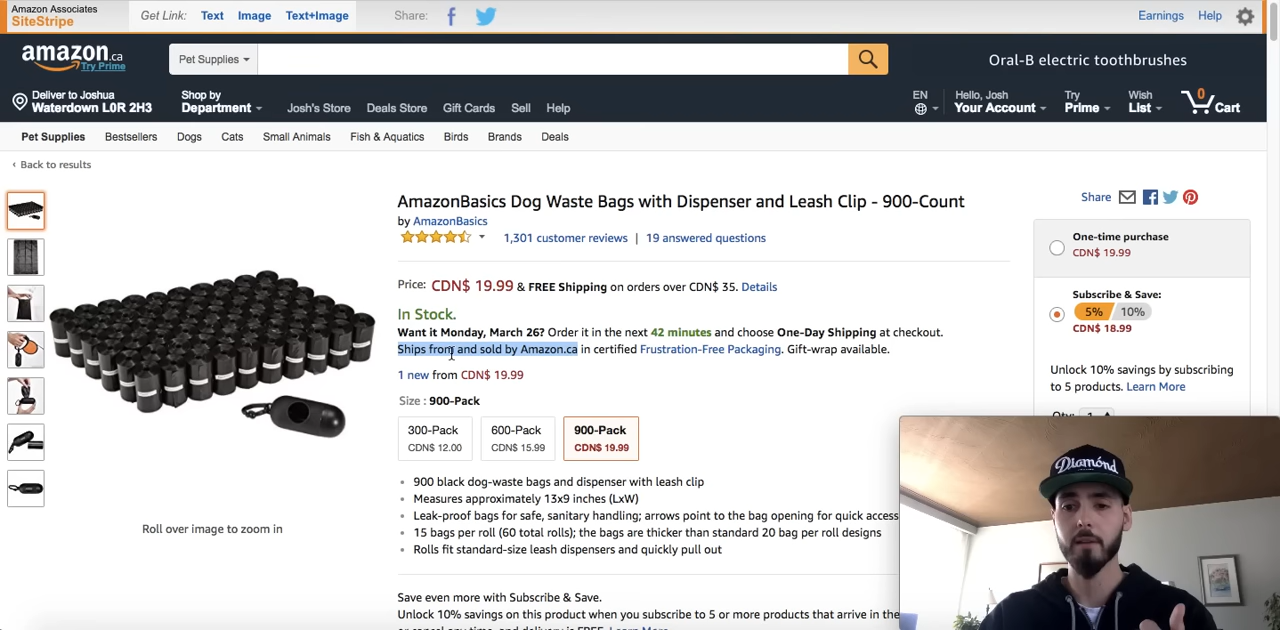 Amazon Associates
SiteStripe
Get Link: Text Image Text+Image
Share:
Earnings Help
amazon.ca
Try Prime
Pet Supplies
Oral-B electric toothbrushes
Deliver to Joshua
Waterdown L0R 2H3
Shop by
Department
Josh's Store Deals Store Gift Cards Sell Help
EN
Hello, Josh
Your Account
Try
Prime
Wish
List
0
Cart
Pet Supplies Bestsellers Dogs Cats Small Animals Fish & Aquatics Birds Brands Deals
‹ Back to results
AmazonBasics Dog Waste Bags with Dispenser and Leash Clip - 900-Count
by AmazonBasics
1,301 customer reviews | 19 answered questions
Price: CDN$ 19.99 & FREE Shipping on orders over CDN$ 35. Details
In Stock.
Want it Monday, March 26? Order it in the next 42 minutes and choose One-Day Shipping at checkout.
Ships from and sold by Amazon.ca in certified Frustration-Free Packaging. Gift-wrap available.
1 new from CDN$ 19.99
Size : 900-Pack
300-Pack
CDN$ 12.00
600-Pack
CDN$ 15.99
900-Pack
CDN$ 19.99
• 900 black dog-waste bags and dispenser with leash clip
• Measures approximately 13x9 inches (LxW)
• Leak-proof bags for safe, sanitary handling; arrows point to the bag opening for quick access
• 15 bags per roll (60 total rolls); the bags are thicker than standard 20 bag per roll designs
• Rolls fit standard-size leash dispensers and quickly pull out
Save even more with Subscribe & Save.
Unlock 10% savings on this product when you subscribe to 5 or more products that arrive in the
or cancel any time, and delivery is FREE. Learn More
Roll over image to zoom in
Share
One-time purchase
CDN$ 19.99
Subscribe & Save:
5% 10%
CDN$ 18.99
Unlock 10% savings by subscribing
to 5 products. Learn More
Qty: 1
Diamond